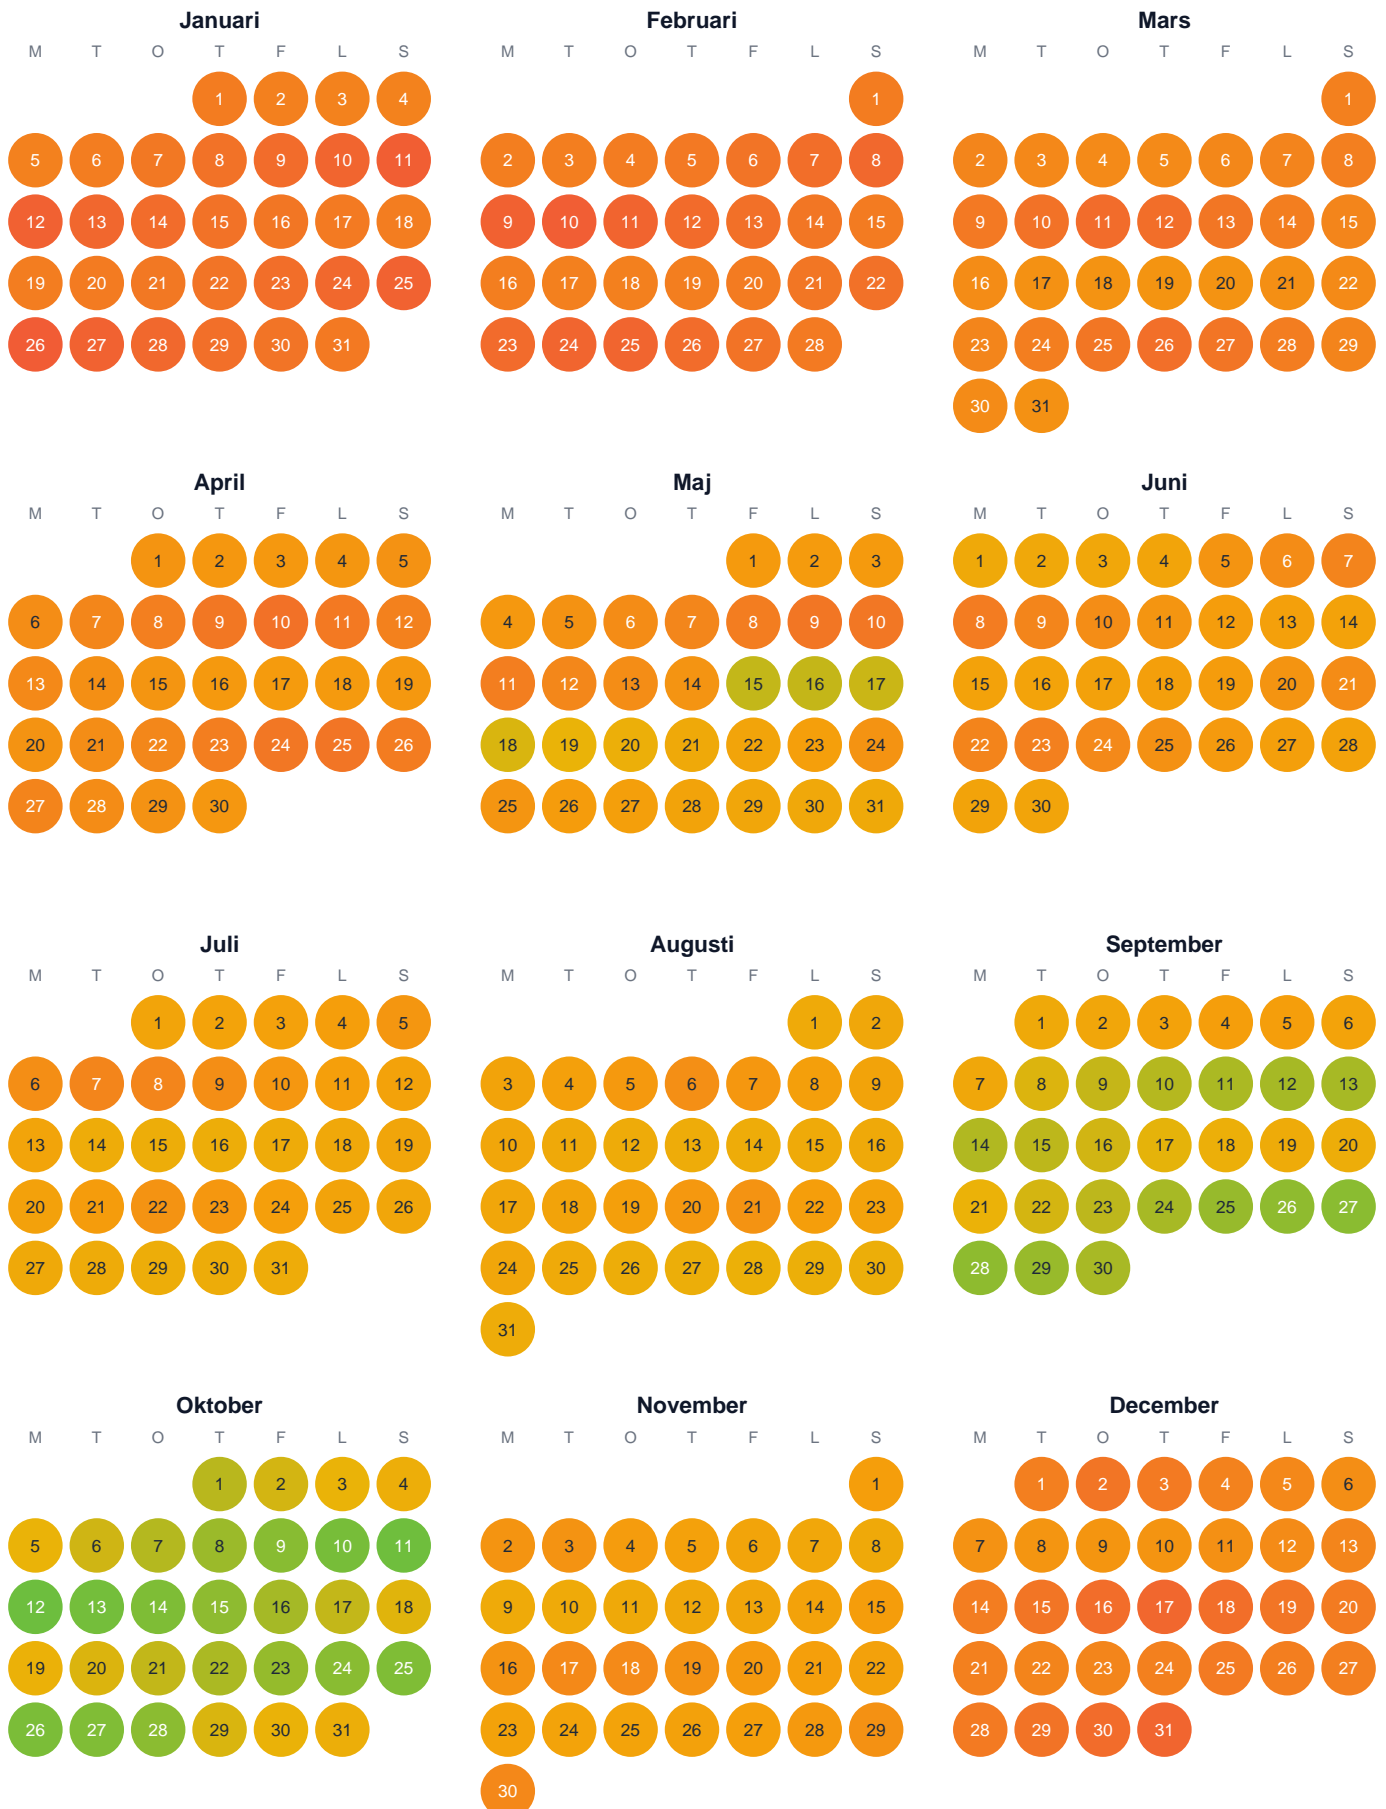 Januari Februari Mars
M T O T F L S M T O T F L S M T O T F L S
1 2 3 4 1 1
5 6 7 8 9 10 11 2 3 4 5 6 7 8 2 3 4 5 6 7 8
12 13 14 15 16 17 18 9 10 11 12 13 14 15 9 10 11 12 13 14 15
19 20 21 22 23 24 25 16 17 18 19 20 21 22 16 17 18 19 20 21 22
26 27 28 29 30 31 23 24 25 26 27 28 23 24 25 26 27 28 29
30 31
April Maj Juni
M T O T F L S M T O T F L S M T O T F L S
1 2 3 4 5 1 2 3 1 2 3 4 5 6 7
6 7 8 9 10 11 12 4 5 6 7 8 9 10 8 9 10 11 12 13 14
13 14 15 16 17 18 19 11 12 13 14 15 16 17 15 16 17 18 19 20 21
20 21 22 23 24 25 26 18 19 20 21 22 23 24 22 23 24 25 26 27 28
27 28 29 30 25 26 27 28 29 30 31 29 30
Juli Augusti September
M T O T F L S M T O T F L S M T O T F L S
1 2 3 4 5 1 2 1 2 3 4 5 6
6 7 8 9 10 11 12 3 4 5 6 7 8 9 7 8 9 10 11 12 13
13 14 15 16 17 18 19 10 11 12 13 14 15 16 14 15 16 17 18 19 20
20 21 22 23 24 25 26 17 18 19 20 21 22 23 21 22 23 24 25 26 27
27 28 29 30 31 24 25 26 27 28 29 30 28 29 30
31
Oktober November December
M T O T F L S M T O T F L S M T O T F L S
1 2 3 4 1 1 2 3 4 5 6
5 6 7 8 9 10 11 2 3 4 5 6 7 8 7 8 9 10 11 12 13
12 13 14 15 16 17 18 9 10 11 12 13 14 15 14 15 16 17 18 19 20
19 20 21 22 23 24 25 16 17 18 19 20 21 22 21 22 23 24 25 26 27
26 27 28 29 30 31 23 24 25 26 27 28 29 28 29 30 31
30